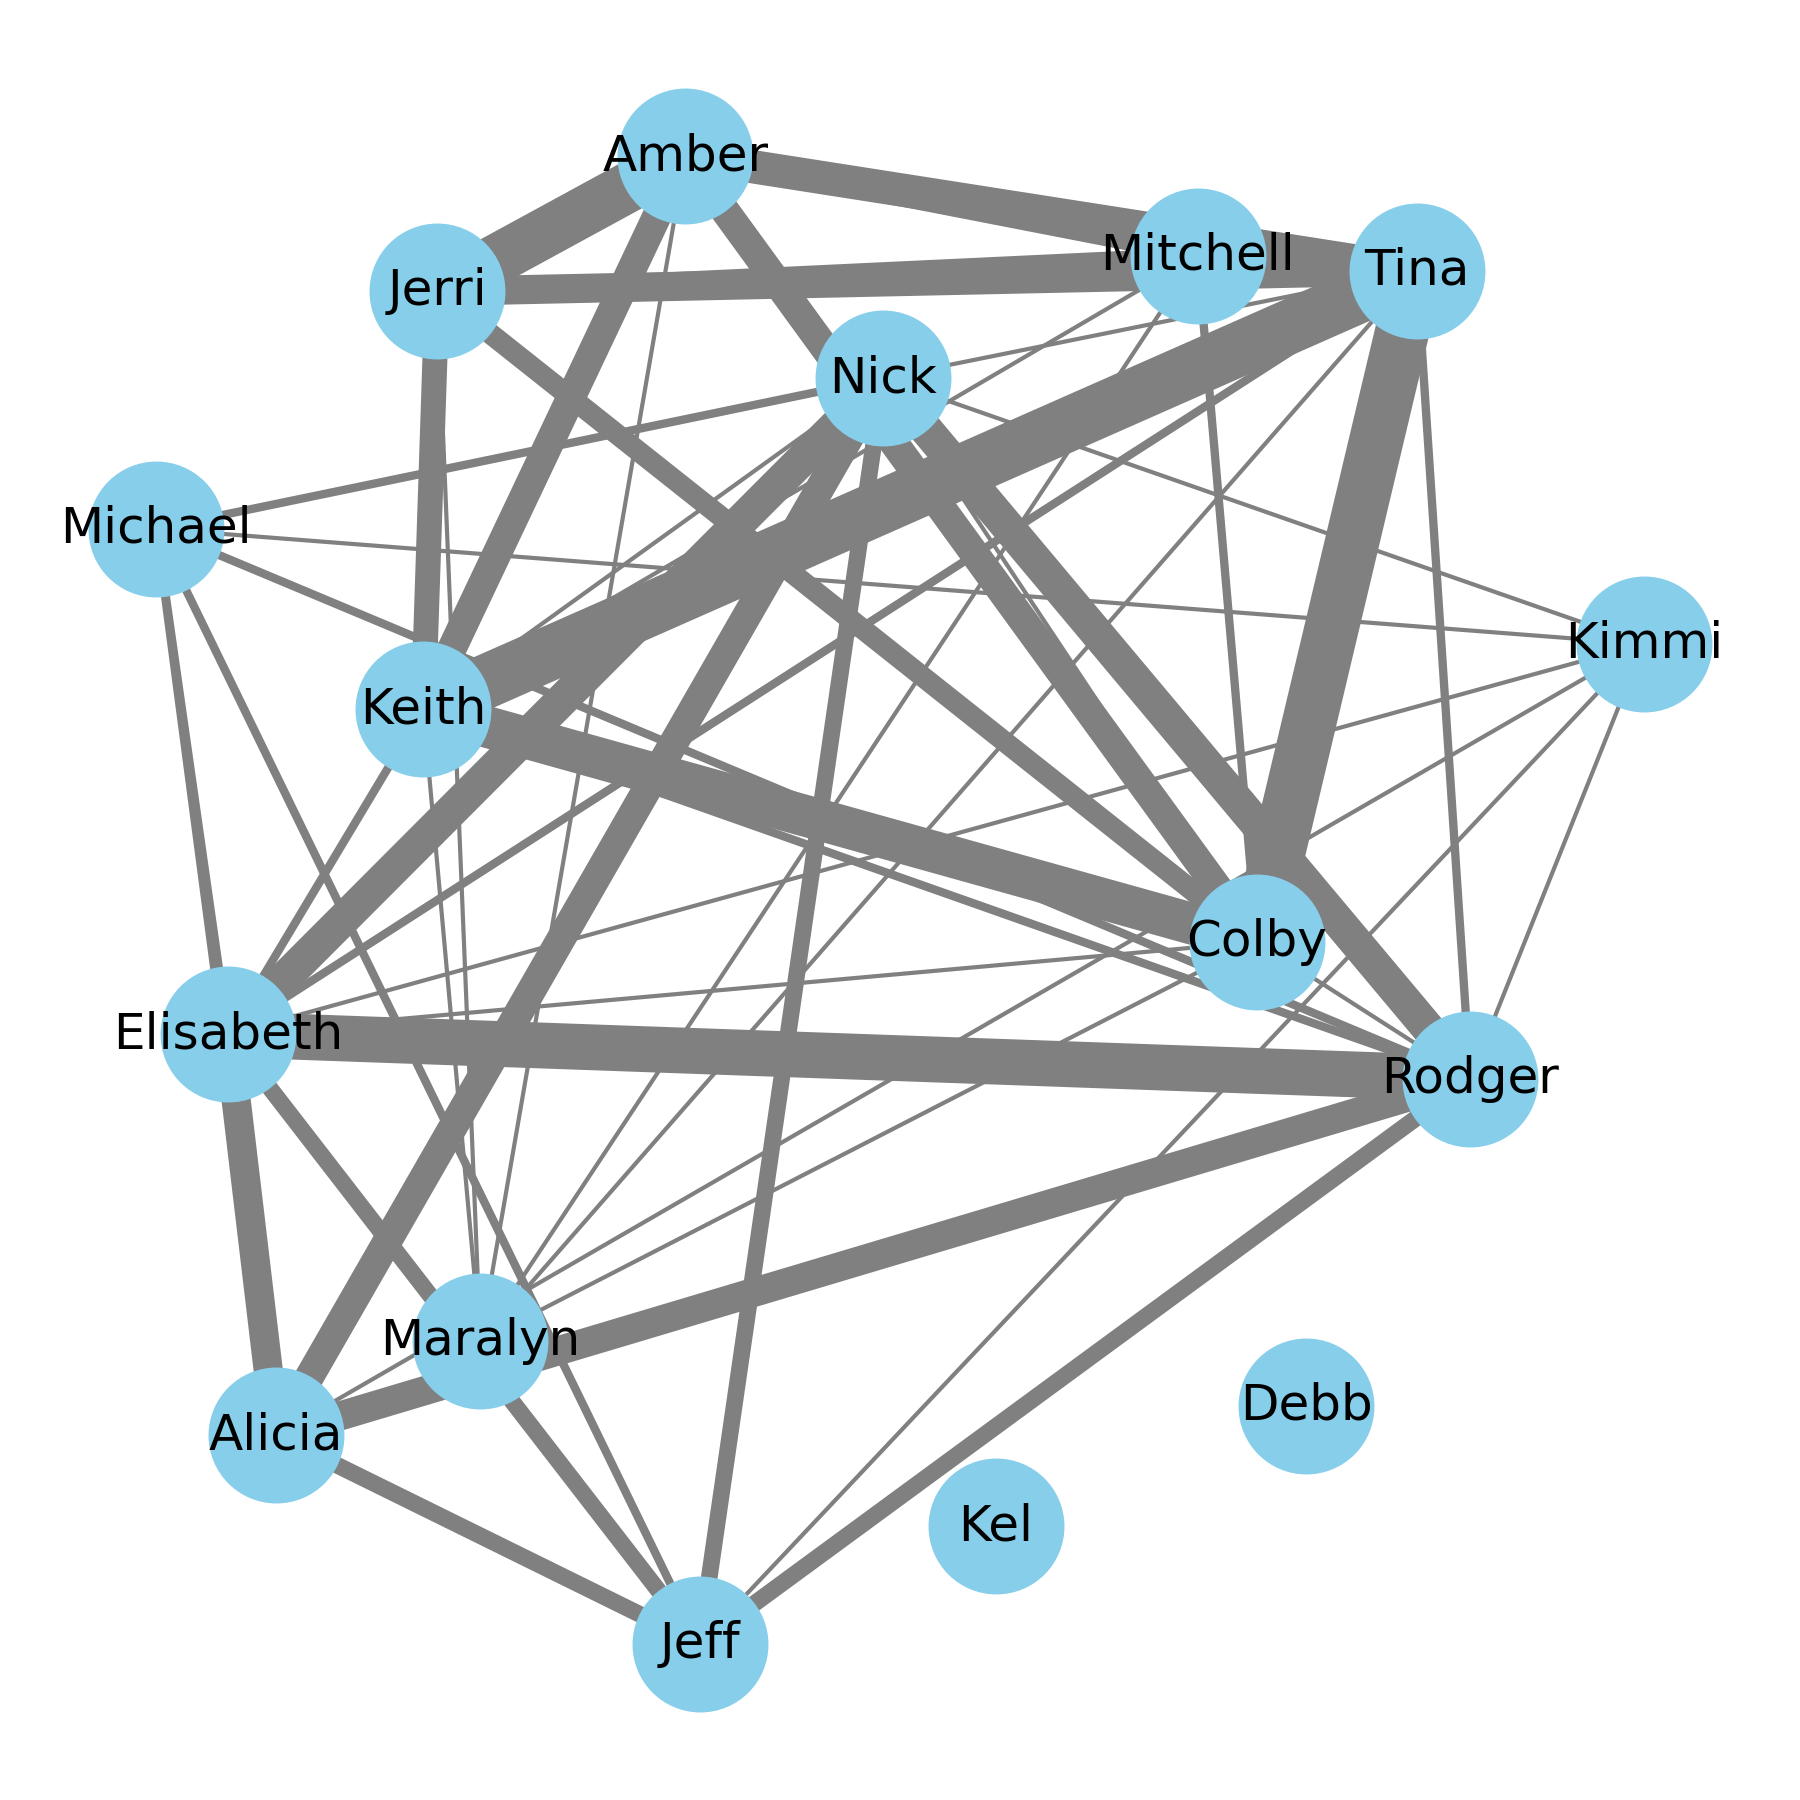 Amber
Mitchell
Tina
Jerri
Nick
Michael
Kimmi
Keith
Colby
Elisabeth
Rodger
Maralyn
Debb
Alicia
Kel
Jeff